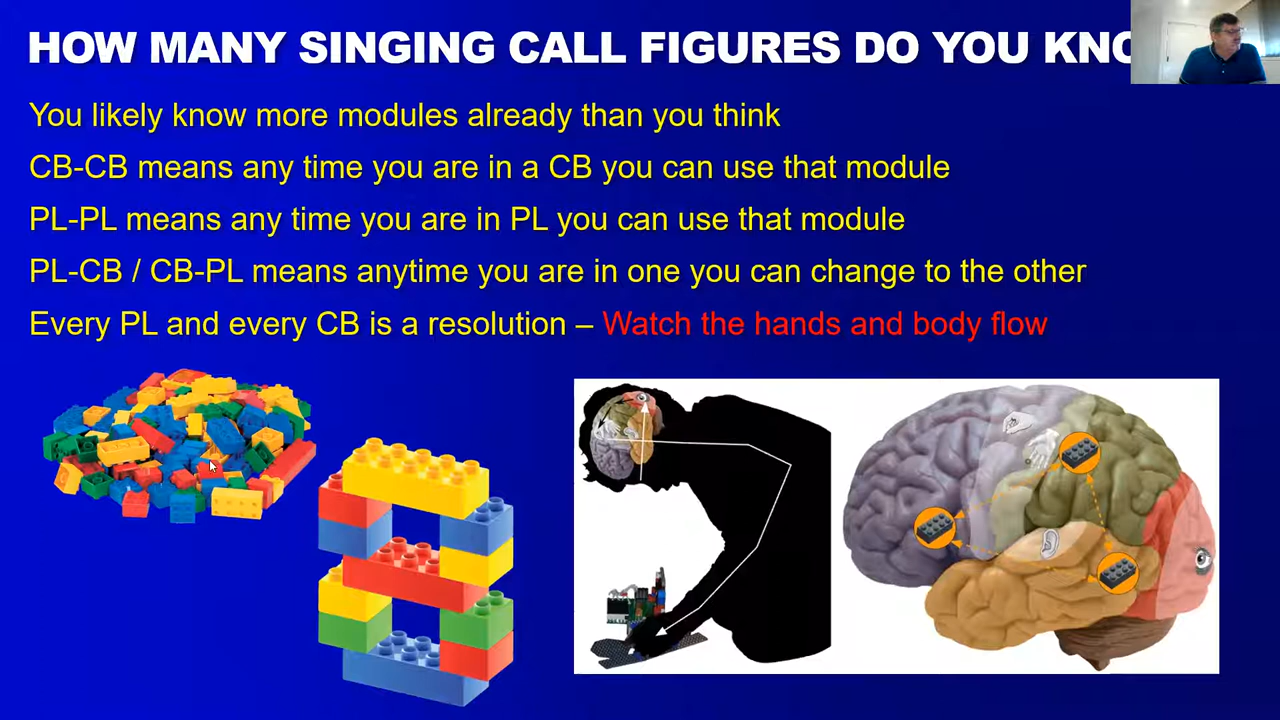 HOW MANY SINGING CALL FIGURES DO YOU KNO
You likely know more modules already than you think
CB-CB means any time you are in a CB you can use that module
PL-PL means any time you are in PL you can use that module
PL-CB / CB-PL means anytime you are in one you can change to the other
Every PL and every CB is a resolution – Watch the hands and body flow